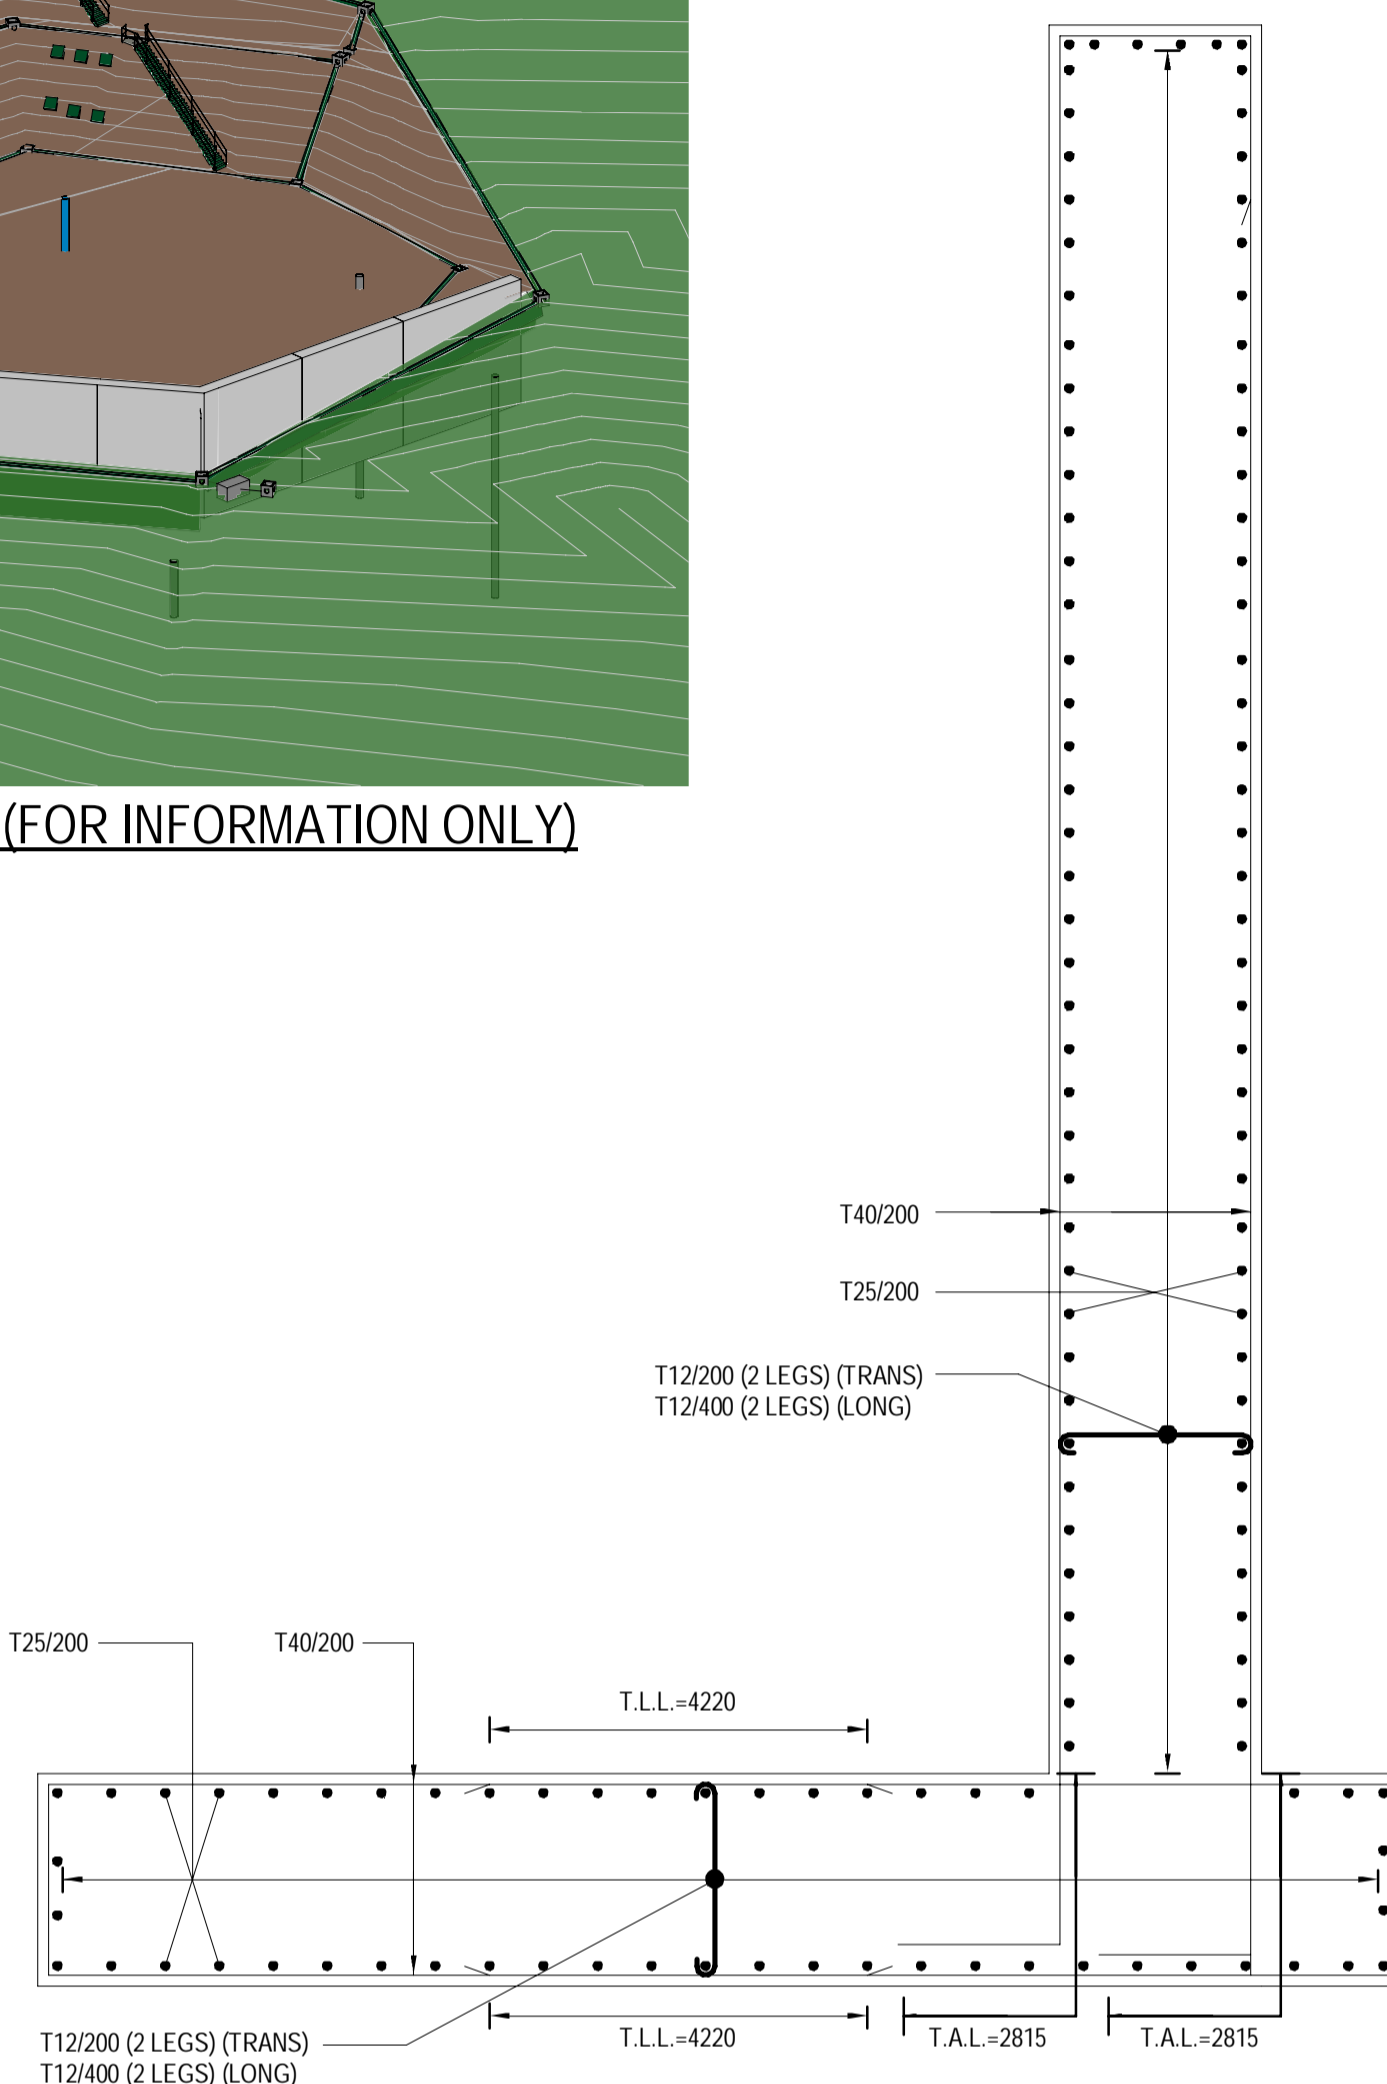 (FOR INFORMATION ONLY)
T40/200
T25/200
T12/200 (2 LEGS) (TRANS)
T12/400 (2 LEGS) (LONG)
T25/200
T40/200
T.L.L.=4220
T.L.L.=4220
T.A.L.=2815
T.A.L.=2815
T12/200 (2 LEGS) (TRANS)
T12/400 (2 LEGS) (LONG)